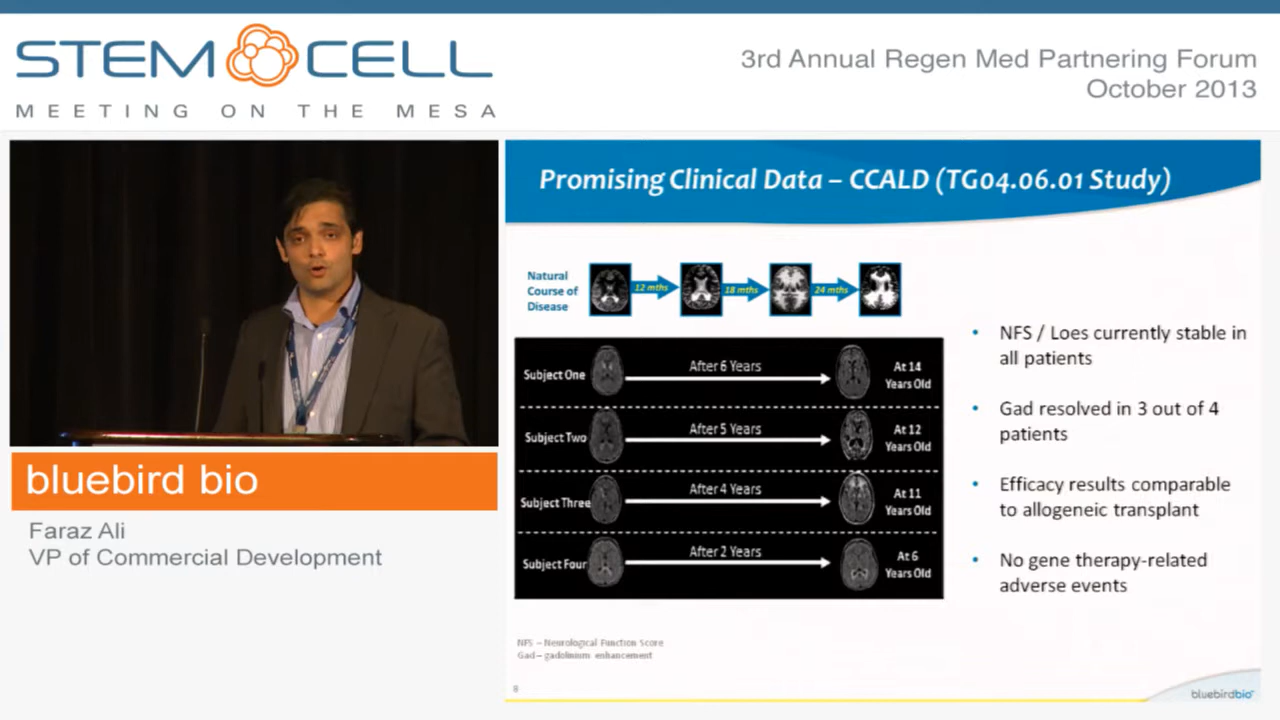 STEM CELL
MEETING ON THE MESA
3rd Annual Regen Med Partnering Forum
October 2013
bluebird bio
Faraz Ali
VP of Commercial Development
Promising Clinical Data – CCALD (TG04.06.01 Study)
Natural
Course of
Disease
12 mths
18 mths
24 mths
Subject One
After 6 Years
At 14
Years Old
Subject Two
After 5 Years
At 12
Years Old
Subject Three
After 4 Years
At 11
Years Old
Subject Four
After 2 Years
At 6
Years Old
• NFS / Loes currently stable in
all patients
• Gad resolved in 3 out of 4
patients
• Efficacy results comparable
to allogeneic transplant
• No gene therapy-related
adverse events
NFS – Neurological Function Score
Gad – gadolinium enhancement
8
bluebirdbio